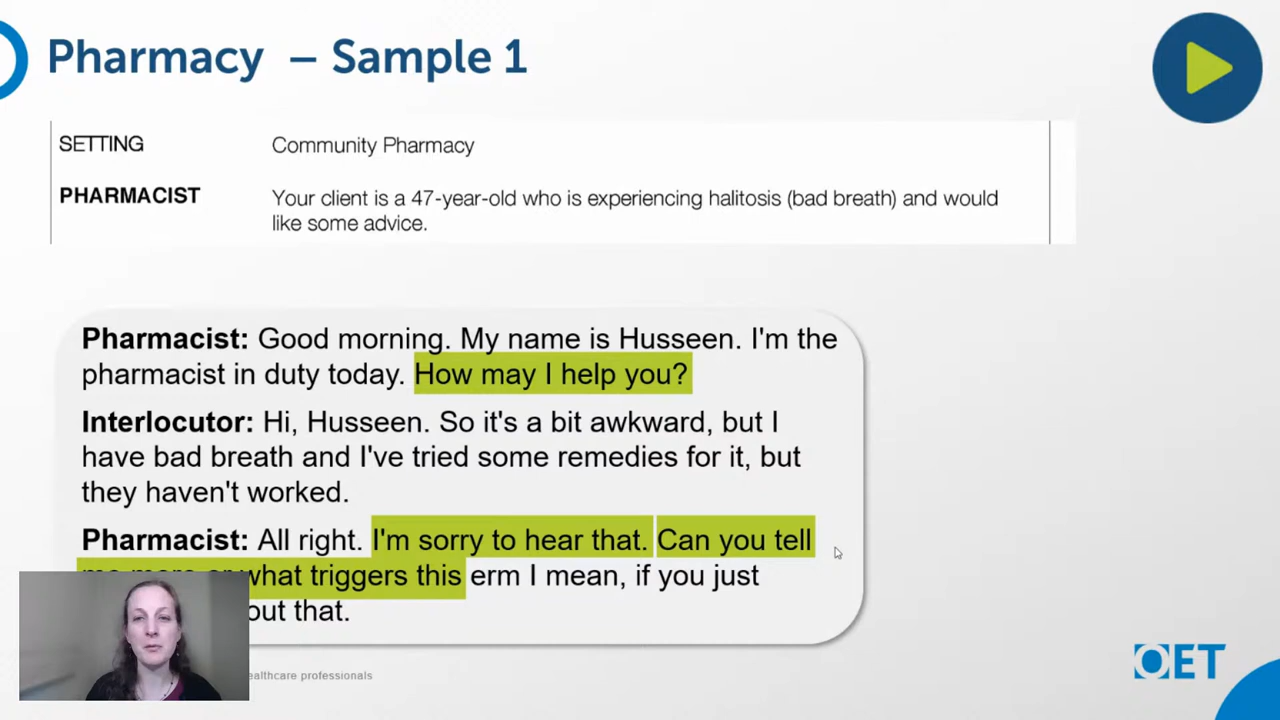 Pharmacy – Sample 1
SETTING Community Pharmacy
PHARMACIST Your client is a 47-year-old who is experiencing halitosis (bad breath) and would
like some advice.
Pharmacist: Good morning. My name is Husseen. I'm the
pharmacist in duty today. How may I help you?
Interlocutor: Hi, Husseen. So it's a bit awkward, but I
have bad breath and I've tried some remedies for it, but
they haven't worked.
Pharmacist: All right. I'm sorry to hear that. Can you tell
me more or what triggers this erm I mean, if you just
that.
healthcare professionals
OET